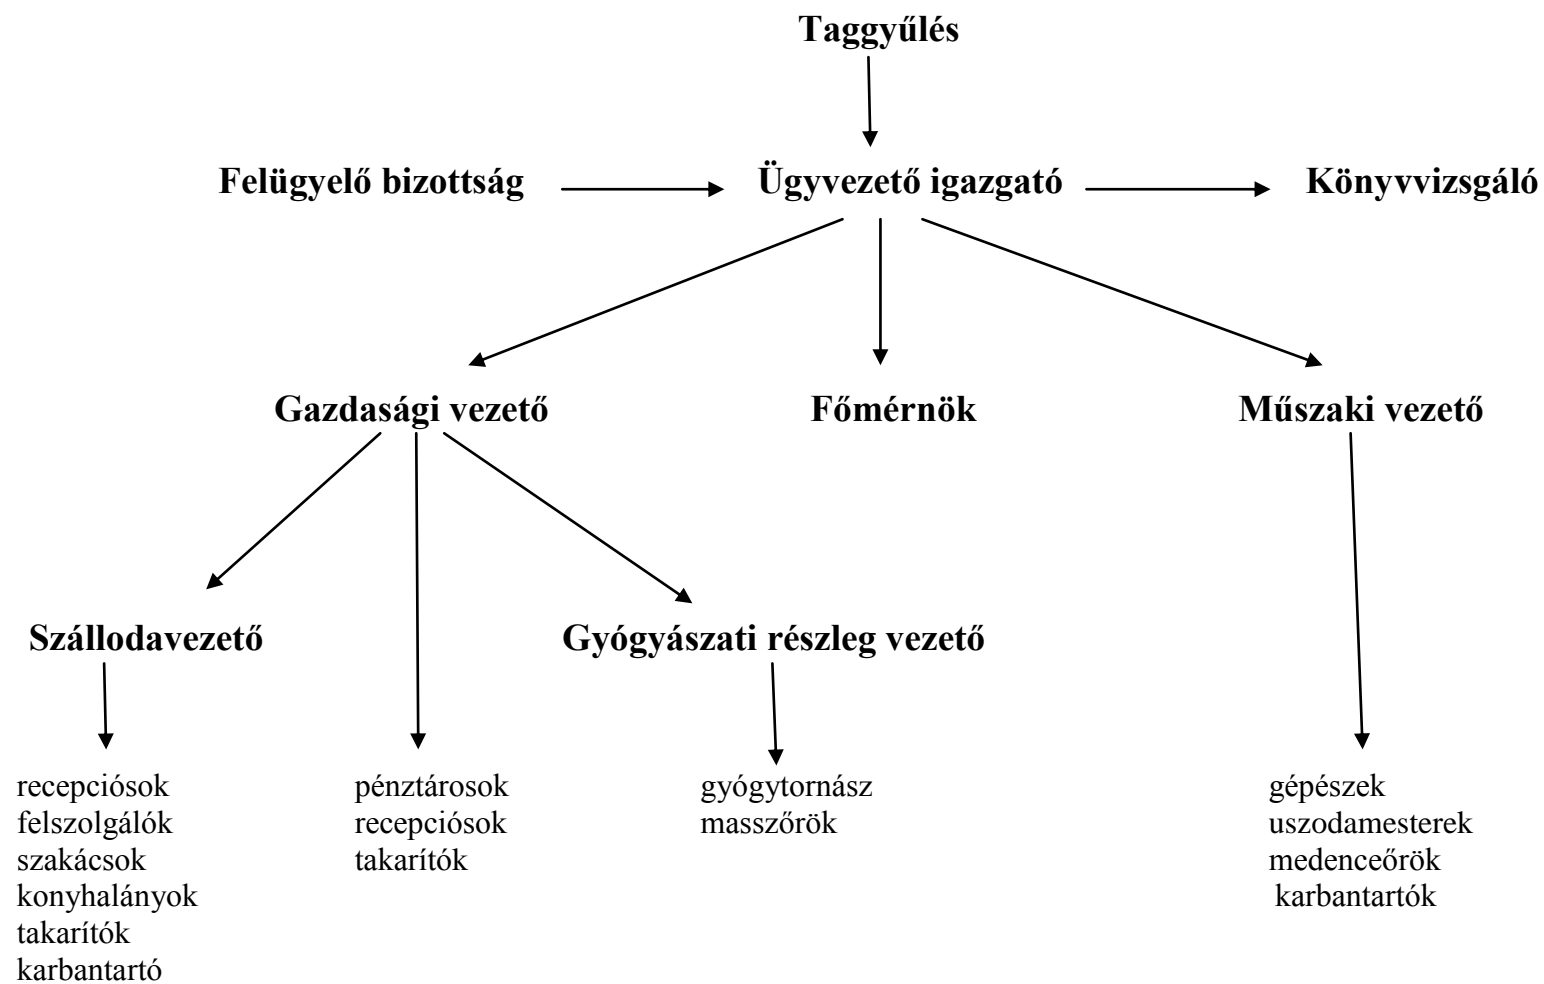 Taggyűlés
Felügyelő bizottság
Ügyvezető igazgató
Könyvvizsgáló
Gazdasági vezető
Főmérnök
Műszaki vezető
Szállodavezető
Gyógyászati részleg vezető
recepciósok
felszolgálók
szakácsok
konyhalányok
takarítók
karbantartó
pénztárosok
recepciósok
takarítók
gyógytornász
masszőrök
gépészek
uszodamesterek
medenceőrök
karbantartók